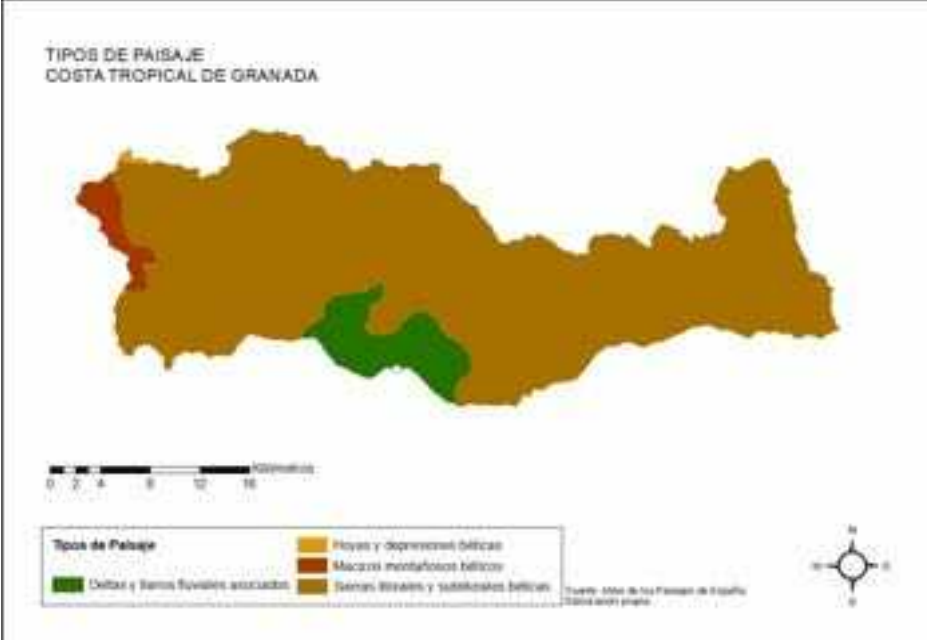 TIPOS DE PAISAJE
COSTA TROPICAL DE GRANADA
Kilómetros
0 2 4 8 12 16
Tipos de Paisaje
Hoyas y depresiones béticas
Macizos montañosos béticos
Deltas y llanos fluviales asociados
Sierras litorales y sublitorales béticas
Fuente: Atlas de los Paisajes de España
Elaboración propia
N
S